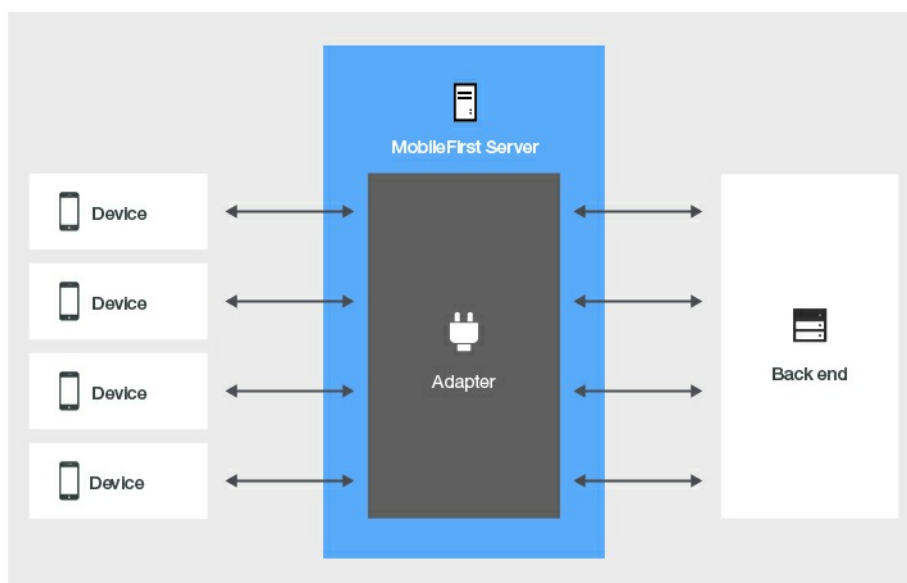 MobileFirst Server
Device
Device
Device
Device
Adapter
Back end